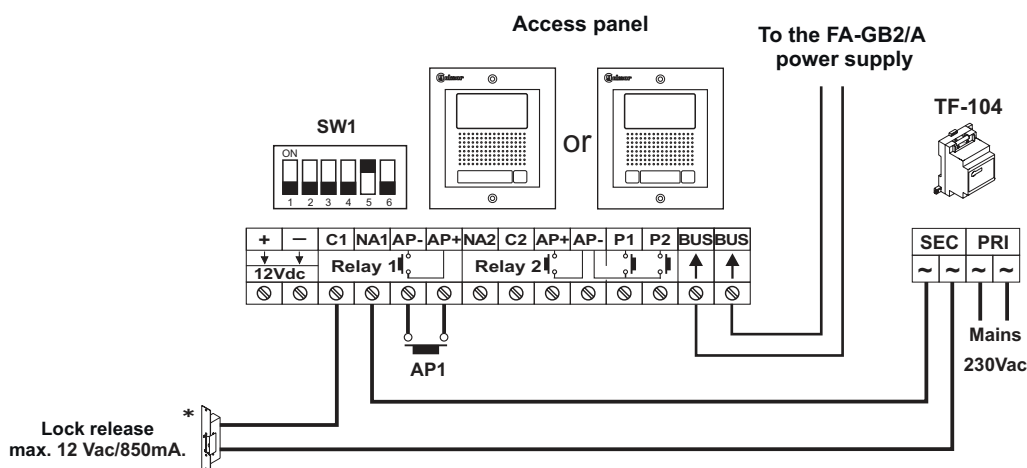 Access panel
To the FA-GB2/A
power supply
TF-104
SW1
ON
1 2 3 4 5 6
Golmar
or
Golmar
+ — C1 NA1 AP- AP+ NA2 C2 AP+ AP- P1 P2 BUS BUS
12Vdc
Relay 1
Relay 2
SEC PRI
~ ~ ~ ~
Mains
230Vac
AP1
*
Lock release
max. 12 Vac/850mA.